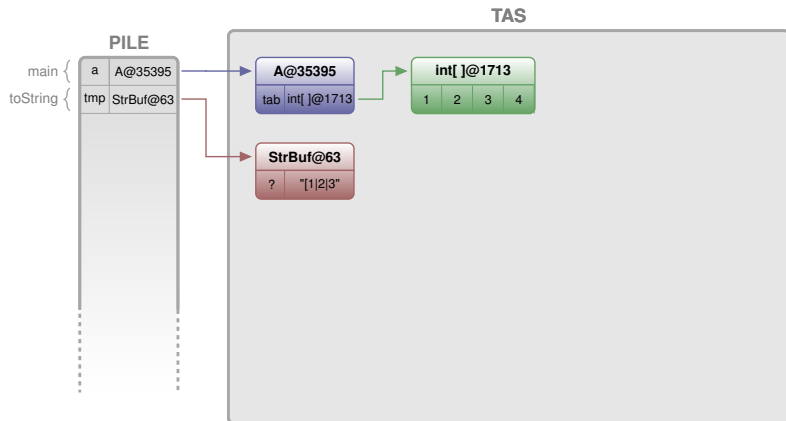 TAS
PILE
main { a A@35395
toString { tmp StrBuf@63
A@35395
tab int[ ]@1713
int[ ]@1713
1 2 3 4
StrBuf@63
? "[1|2|3"